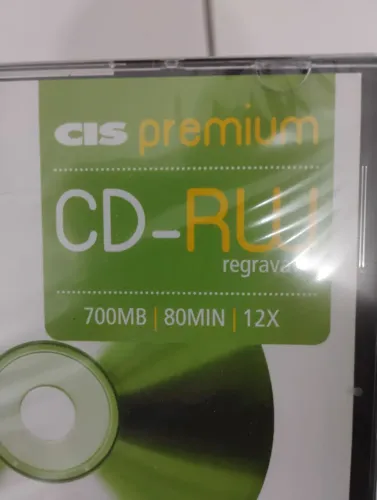 CIS premium
CD-RW
700MB | 80MIN | 12X